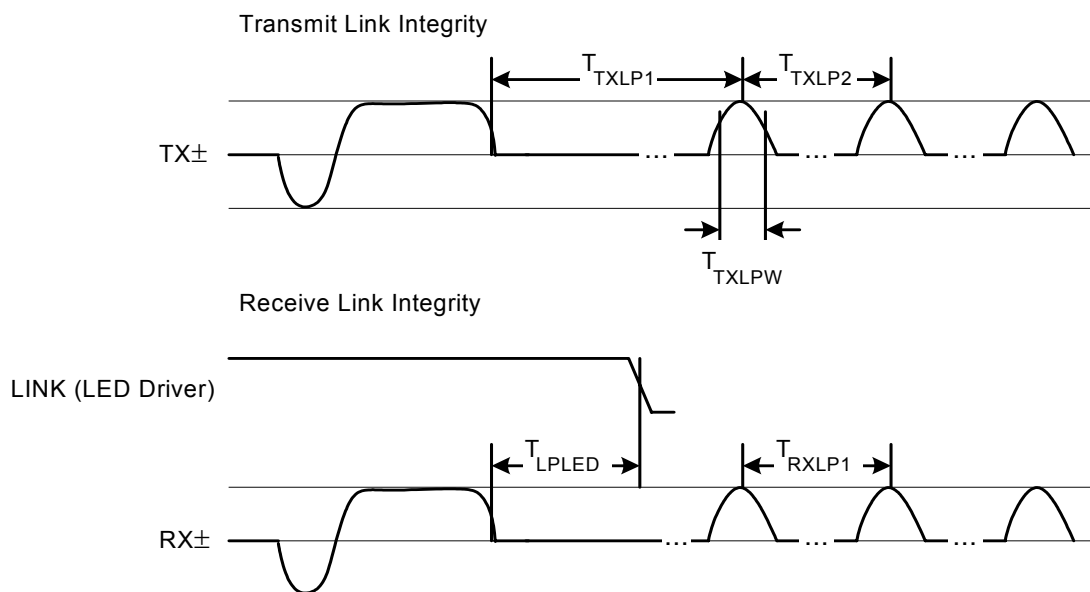 Transmit Link Integrity
TTXLP1
TTXLP2
TX±
...
...
...
TTXLPW
Receive Link Integrity
LINK (LED Driver)
TLPLED
TRXLP1
RX±
...
...
...